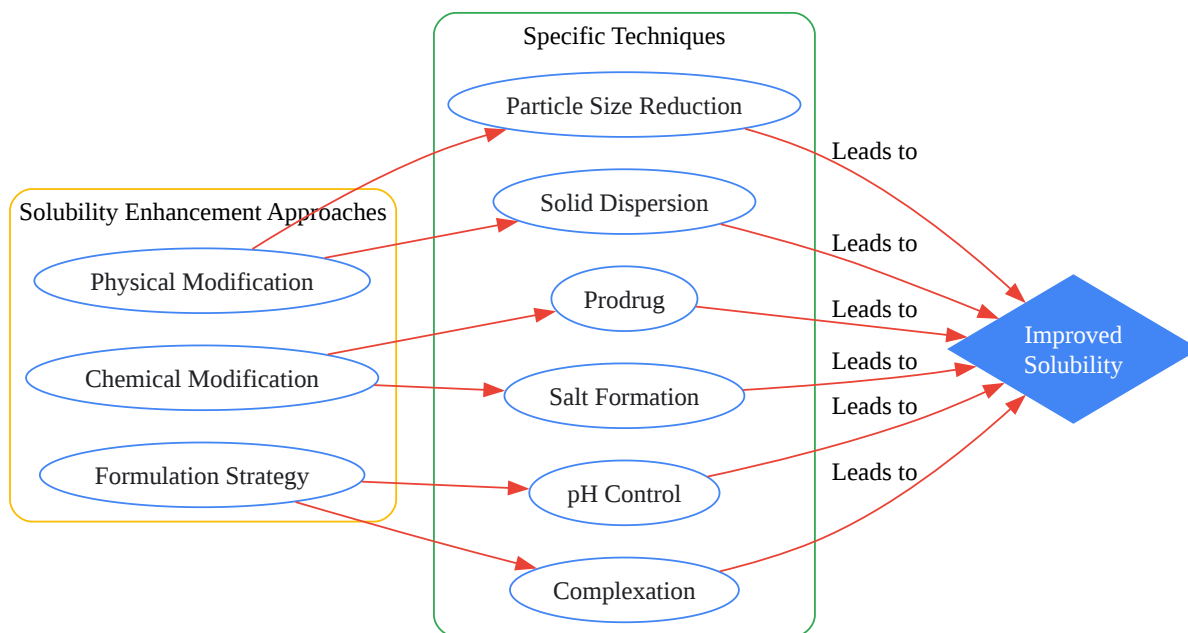 Specific Techniques
Particle Size Reduction
Leads to
Solid Dispersion
Solubility Enhancement Approaches
Leads to
Physical Modification
Prodrug
Leads to
Improved
Solubility
Chemical Modification
Leads to
Salt Formation
Leads to
Formulation Strategy
Leads to
pH Control
Complexation